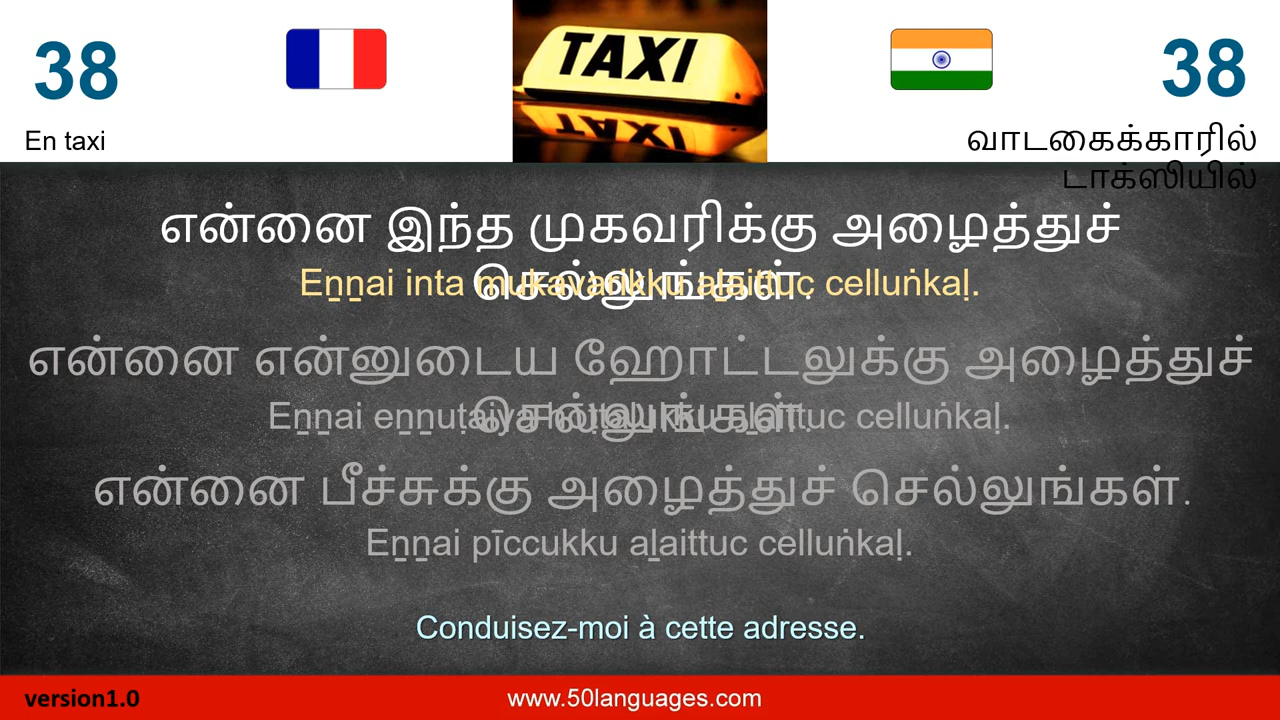 38
38
TAXI
En taxi
வாடகைக்காரில்
டாக்ஸியில்
என்னை இந்த முகவரிக்கு அழைத்துச்
செல்லுங்கள்.
Eṉṉai inta mukavarikku aḻaittuc celluṅkaḷ.
என்னை என்னுடைய ஹோட்டலுக்கு அழைத்துச்
செல்லுங்கள்.
Eṉṉai eṉṉuṭaiya hōṭṭalukku aḻaittuc celluṅkaḷ.
என்னை பீச்சுக்கு அழைத்துச் செல்லுங்கள்.
Eṉṉai pīccukku aḻaittuc celluṅkaḷ.
Conduisez-moi à cette adresse.
version1.0
www.50languages.com